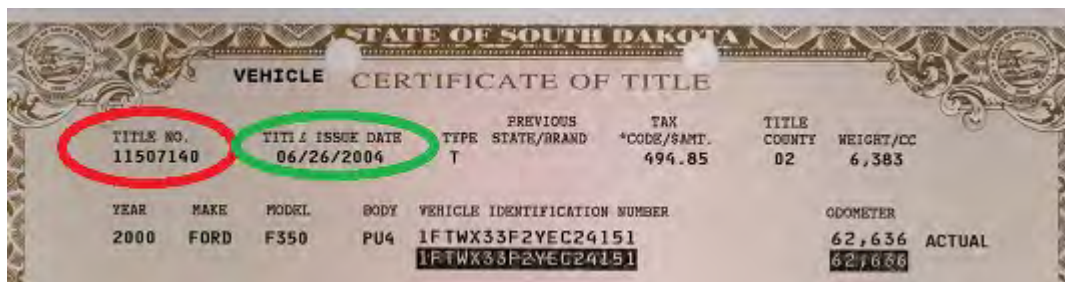 STATE OF SOUTH DAKOTA
VEHICLE CERTIFICATE OF TITLE
PREVIOUS TAX TITLE
TITLE NO. TITLE ISSUE DATE TYPE STATE/BRAND *CODE/$AMT. COUNTY WEIGHT/CC
11507140 06/26/2004 T 494.85 02 6,383
YEAR MAKE MODEL BODY VEHICLE IDENTIFICATION NUMBER ODOMETER
2000 FORD F350 PU4 1FTWX33F2YEC24151 62,636 ACTUAL
1FTWX33F2YEC24151 62,636